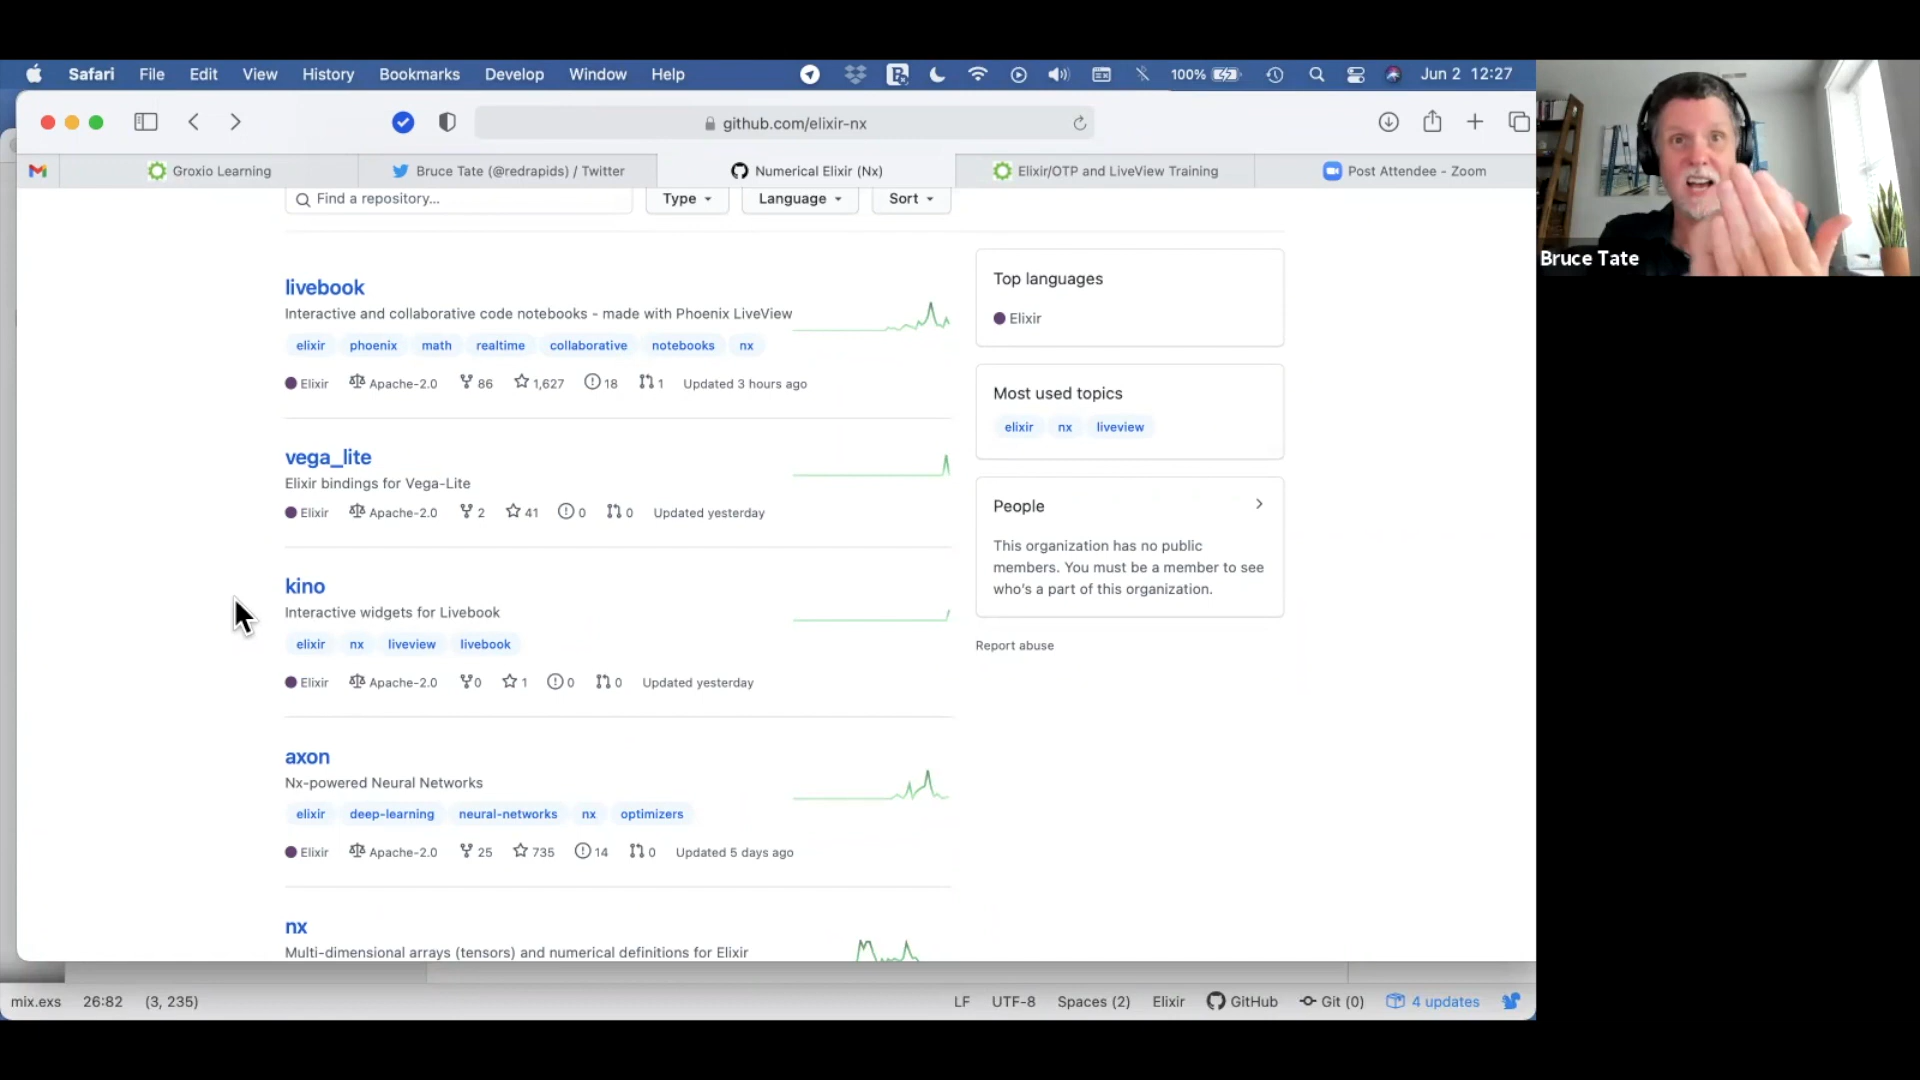 Safari File Edit View History Bookmarks Develop Window Help 100% Jun 2 12:27
github.com/elixir-nx
Groxio Learning
Bruce Tate (@redrapids) / Twitter
Numerical Elixir (Nx)
Elixir/OTP and LiveView Training
Post Attendee - Zoom
Bruce Tate
Find a repository...
Type
Language
Sort
livebook
Interactive and collaborative code notebooks - made with Phoenix LiveView
elixir phoenix math realtime collaborative notebooks nx
Elixir Apache-2.0 86 1,627 18 1 Updated 3 hours ago
vega_lite
Elixir bindings for Vega-Lite
Elixir Apache-2.0 2 41 0 0 Updated yesterday
kino
Interactive widgets for Livebook
elixir nx liveview livebook
Elixir Apache-2.0 0 1 0 0 Updated yesterday
axon
Nx-powered Neural Networks
elixir deep-learning neural-networks nx optimizers
Elixir Apache-2.0 25 735 14 0 Updated 5 days ago
nx
Multi-dimensional arrays (tensors) and numerical definitions for Elixir
Top languages
Elixir
Most used topics
elixir nx liveview
People
This organization has no public
members. You must be a member to see
who's a part of this organization.
Report abuse
mix.exs 26:82 (3, 235) LF UTF-8 Spaces (2) Elixir GitHub Git (0) 4 updates